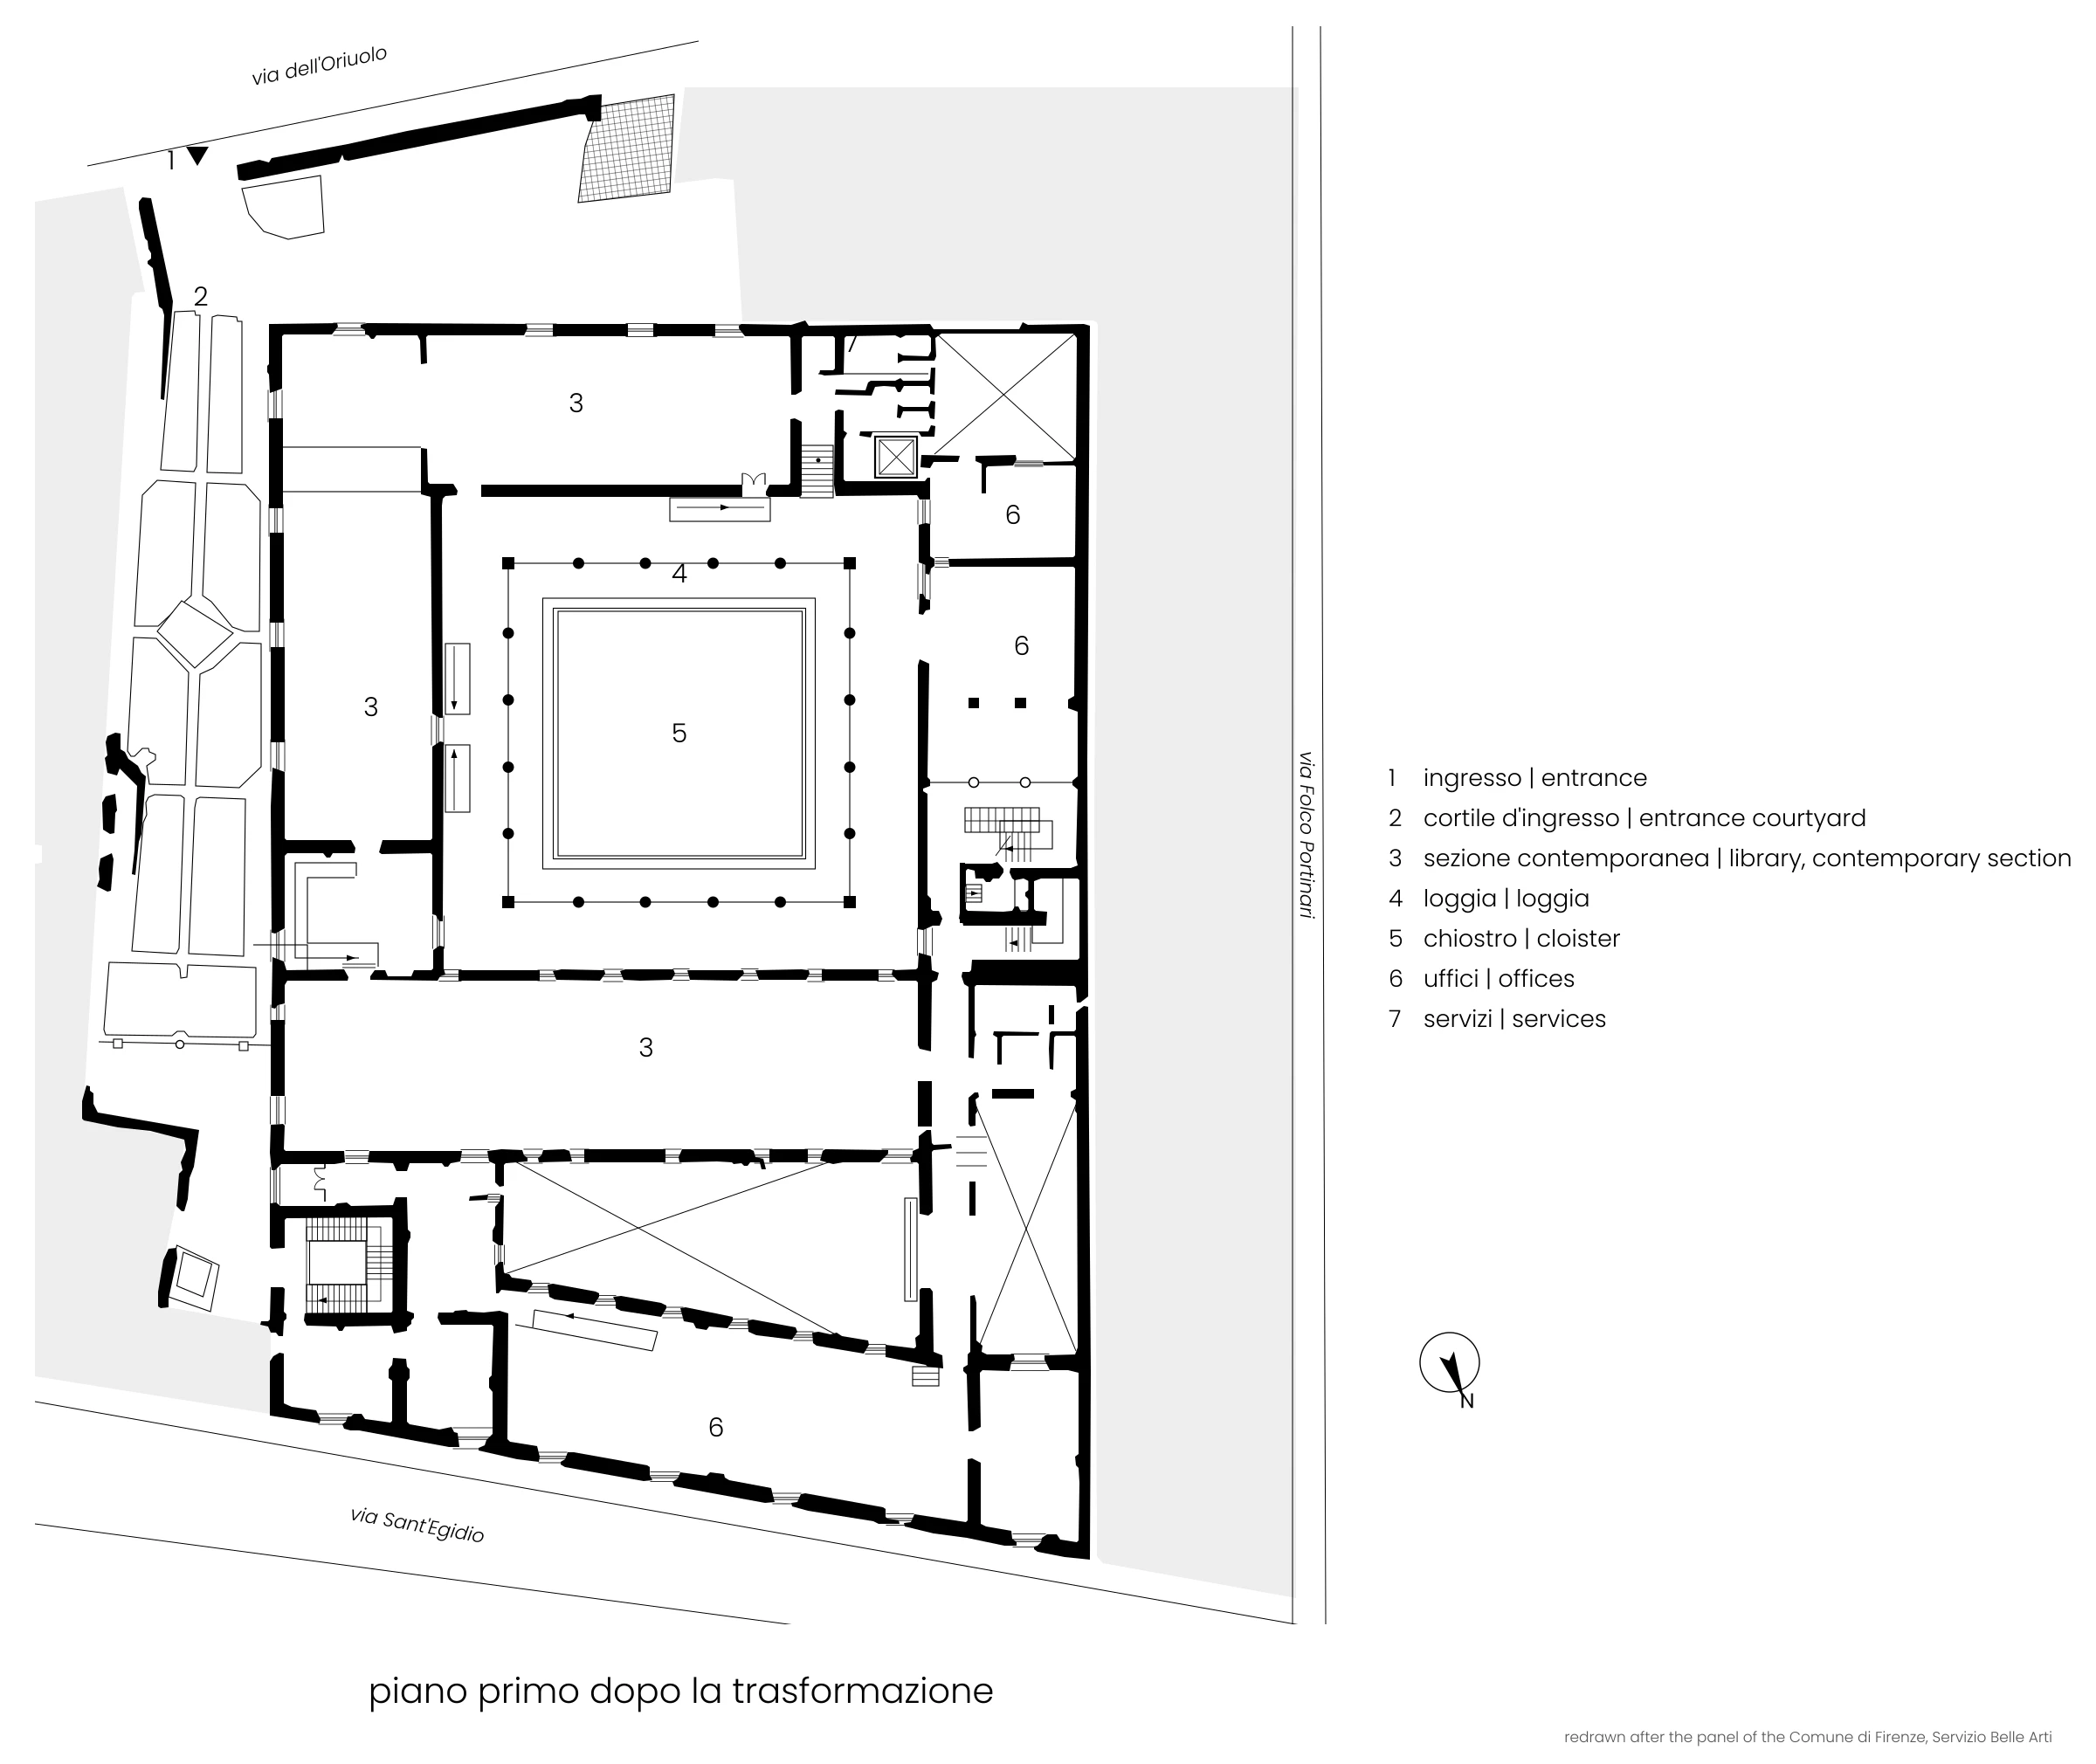 via dell'Oriuolo
1
2
7
3
6
4
6
3
5
via Folco Portinari
1 ingresso | entrance
2 cortile d'ingresso | entrance courtyard
3 sezione contemporanea | library, contemporary section
4 loggia | loggia
5 chiostro | cloister
6 uffici | offices
7 servizi | services
3
N
6
via Sant'Egidio
piano primo dopo la trasformazione
redrawn after the panel of the Comune di Firenze, Servizio Belle Arti